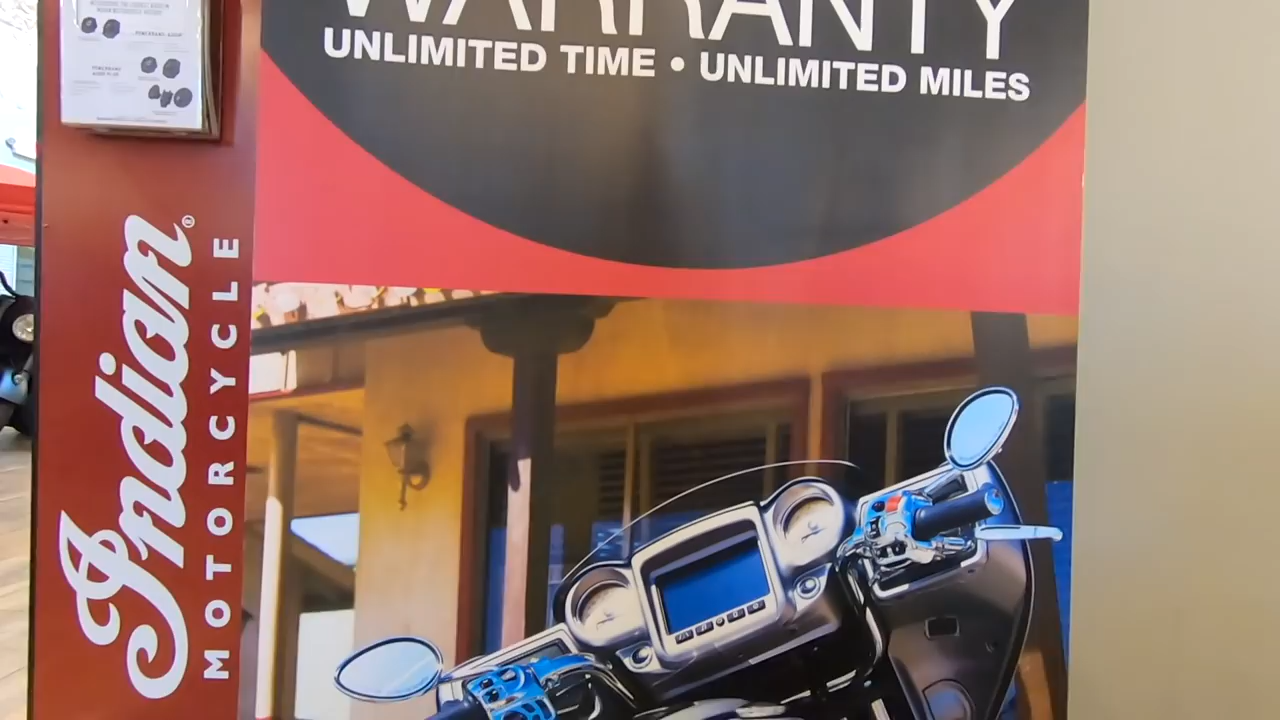 WARRANTY
UNLIMITED TIME • UNLIMITED MILES
Indian®
MOTORCYCLE